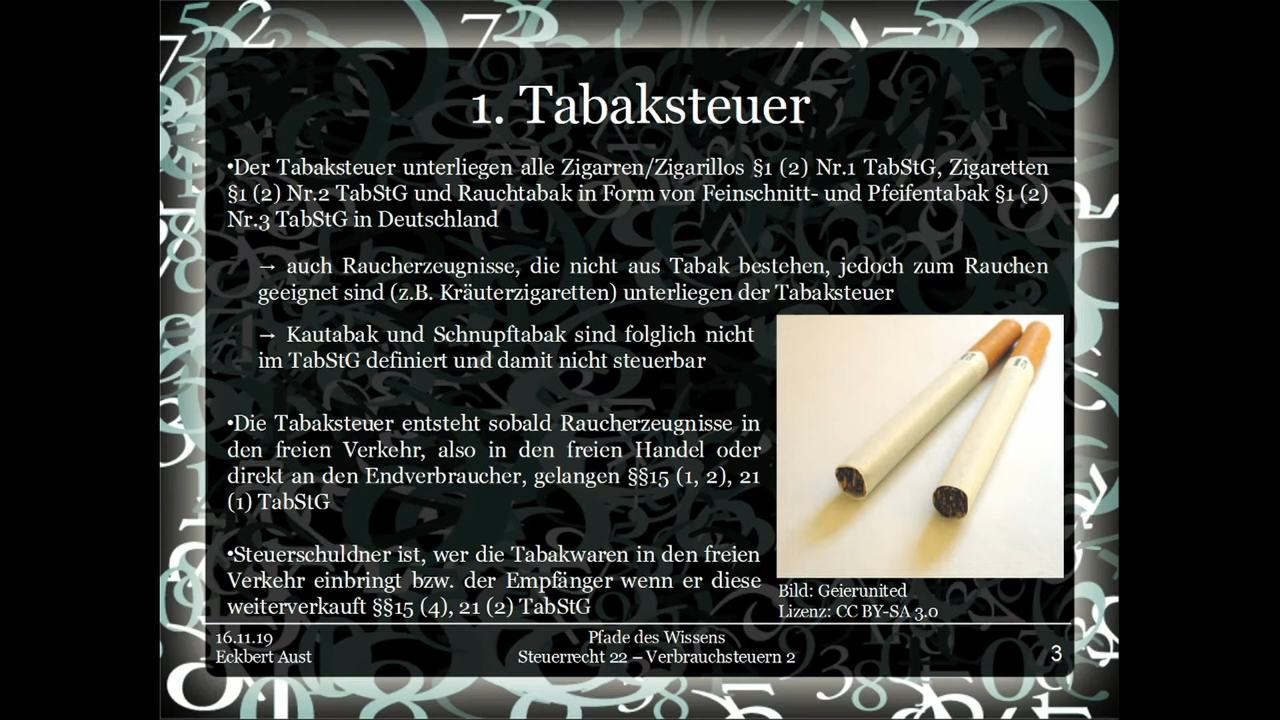 1. Tabaksteuer
•Der Tabaksteuer unterliegen alle Zigarren/Zigarillos §1 (2) Nr.1 TabStG, Zigaretten
§1 (2) Nr.2 TabStG und Rauchtabak in Form von Feinschnitt- und Pfeifentabak §1 (2)
Nr.3 TabStG in Deutschland
→ auch Raucherzeugnisse, die nicht aus Tabak bestehen, jedoch zum Rauchen
geeignet sind (z.B. Kräuterzigaretten) unterliegen der Tabaksteuer
→ Kautabak und Schnupftabak sind folglich nicht
im TabStG definiert und damit nicht steuerbar
•Die Tabaksteuer entsteht sobald Raucherzeugnisse in
den freien Verkehr, also in den freien Handel oder
direkt an den Endverbraucher, gelangen §§15 (1, 2), 21
(1) TabStG
•Steuerschuldner ist, wer die Tabakwaren in den freien
Verkehr einbringt bzw. der Empfänger wenn er diese
weiterverkauft §§15 (4), 21 (2) TabStG
Bild: Geierunited
Lizenz: CC BY-SA 3.0
16.11.19
Eckbert Aust
Pfade des Wissens
Steuerrecht 22 – Verbrauchsteuern 2
3